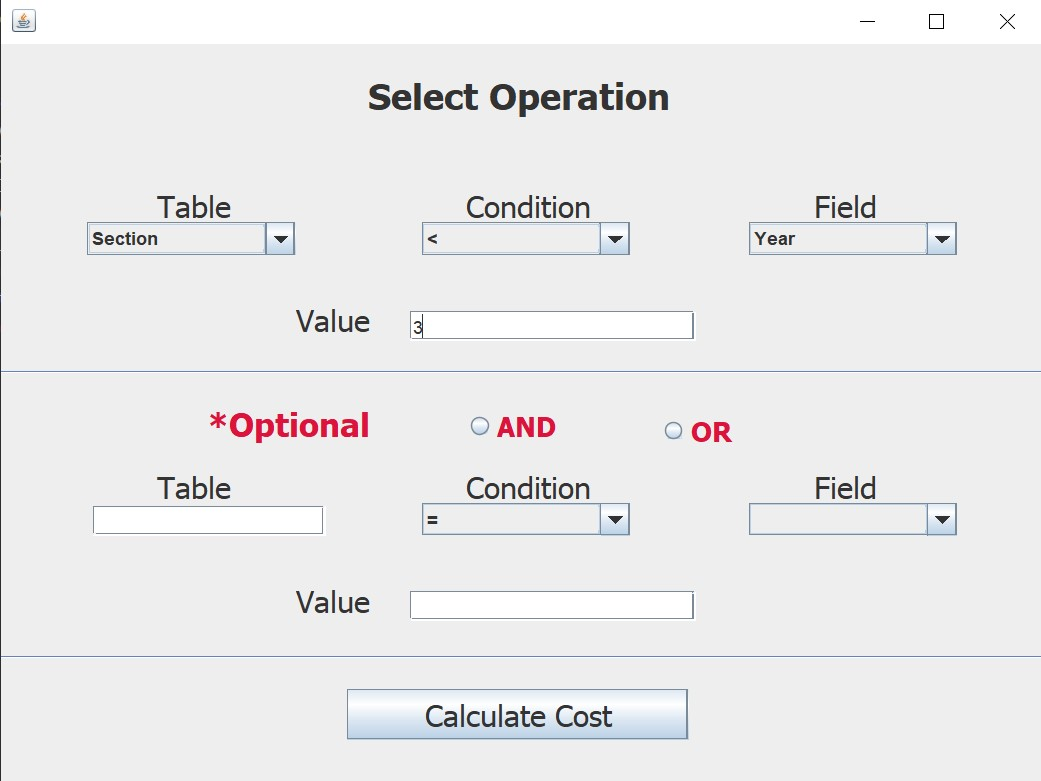 Select Operation
Table Condition Field
Section < Year
Value 3
*Optional AND OR
Table Condition Field
=
Value
Calculate Cost